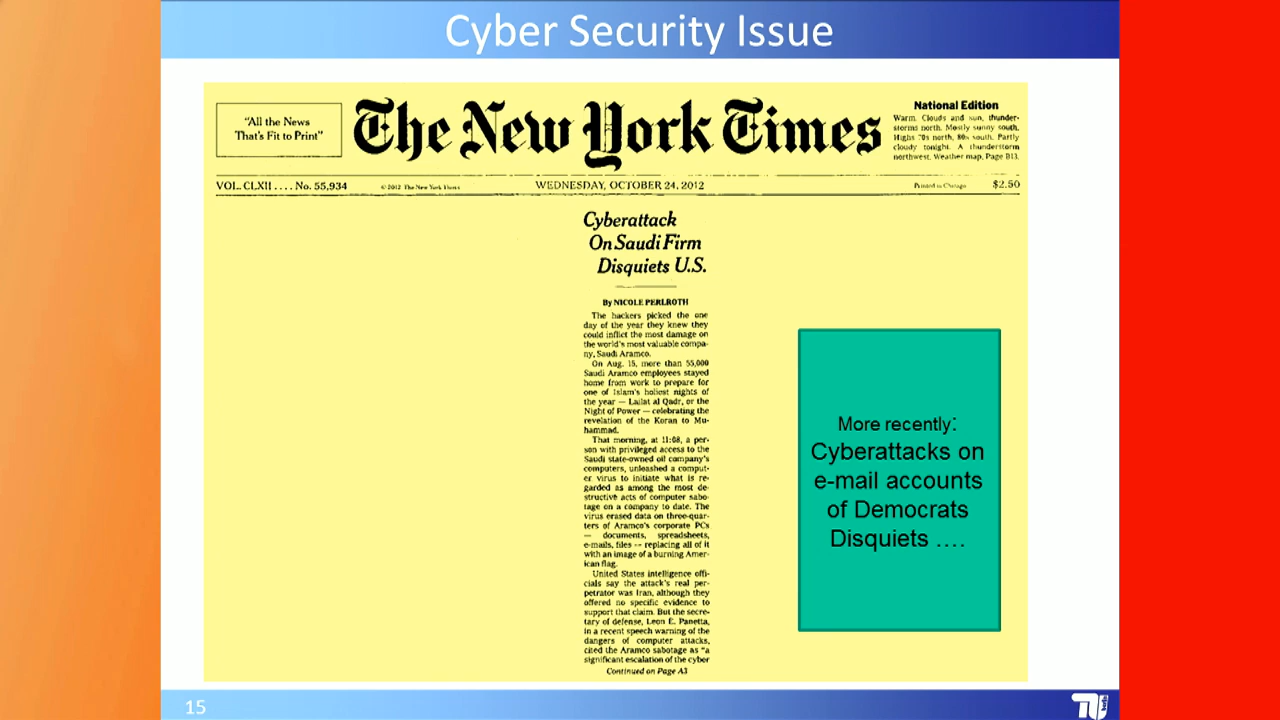 Cyber Security Issue
"All the News
That's Fit to Print"
The New York Times
National Edition
Warm. Clouds and sun, thunder-
storms north. Mostly sunny south.
Highs 70s north, 80s south. Partly
cloudy tonight. A thunderstorm
northwest. Weather map, Page B13.
VOL. CLXII .... No. 55,934
© 2012 The New York Times
WEDNESDAY, OCTOBER 24, 2012
Printed in Chicago
$2.50
Cyberattack
On Saudi Firm
Disquiets U.S.
By NICOLE PERLROTH
The hackers picked the one
day of the year they knew they
could inflict the most damage on
the world's most valuable compa-
ny, Saudi Aramco.
On Aug. 15, more than 55,000
Saudi Aramco employees stayed
home from work to prepare for
one of Islam's holiest nights of
the year — Lailat al Qadr, or the
Night of Power — celebrating the
revelation of the Koran to Mu-
hammad.
That morning, at 11:08, a per-
son with privileged access to the
Saudi state-owned oil company's
computers, unleashed a comput-
er virus to initiate what is re-
garded as among the most de-
structive acts of computer sabo-
tage on a company to date. The
virus erased data on three-quar-
ters of Aramco's corporate PCs
— documents, spreadsheets,
e-mails, files — replacing all of it
with an image of a burning Amer-
ican flag.
United States intelligence offi-
cials say the attack's real per-
petrator was Iran, although they
offered no specific evidence to
support that claim. But the secre-
tary of defense, Leon E. Panetta,
in a recent speech warning of the
dangers of computer attacks,
cited the Aramco sabotage as "a
significant escalation of the cyber
Continued on Page A3
More recently:
Cyberattacks on
e-mail accounts
of Democrats
Disquiets ....
15